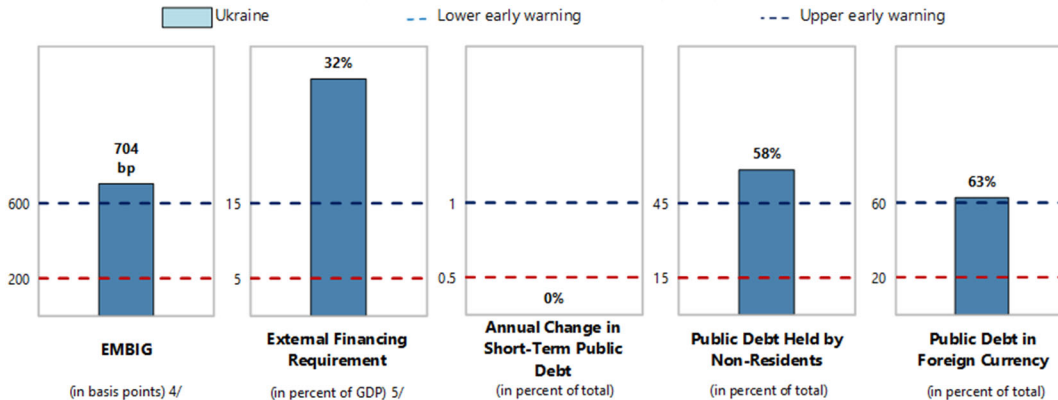 Ukraine
Lower early warning
Upper early warning
704
bp
600
200
EMBIG
(in basis points) 4/
32%
15
5
External Financing
Requirement
(in percent of GDP) 5/
1
0.5
0%
Annual Change in
Short-Term Public
Debt
(in percent of total)
58%
45
15
Public Debt Held by
Non-Residents
(in percent of total)
63%
60
20
Public Debt in
Foreign Currency
(in percent of total)